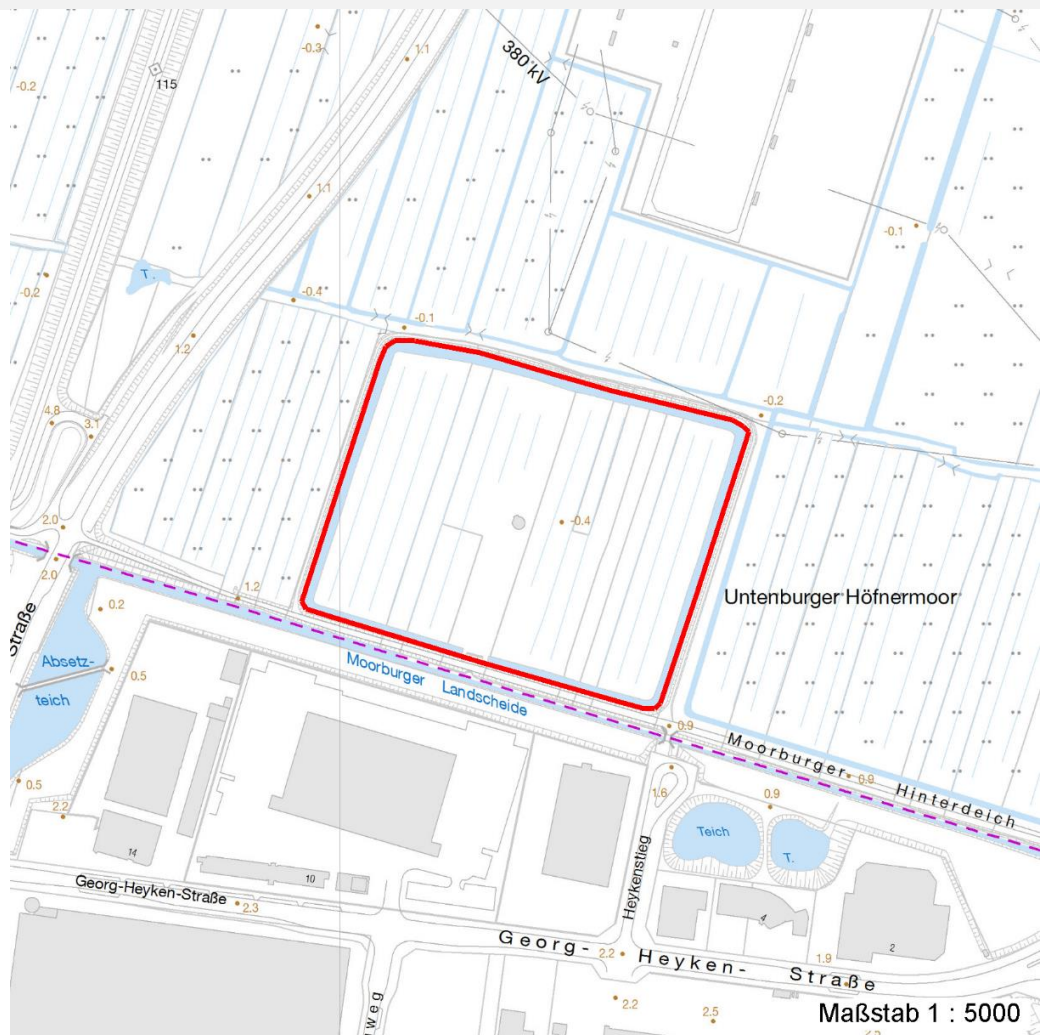 -0.3
1.1
-0.2
380 kV
115
1.1
-0.1
T.
-0.2
-0.4
-0.1
1.2
-0.2
4.8
3.1
-0.4
2.0
2.0
Untenburger Höfnermoor
1.2
0.2
Straße
Absetz-
teich
0.5
Moorburger Landscheide
0.9
Moorburger Hinterdeich
0.9
1.6
0.9
0.5
2.2
Teich
T.
14
10
Heykenstieg
Georg-Heyken-Straße
2.3
4
2
Georg-Heyken-Straße
2.2
1.9
weg
2.2
2.5
Maßstab 1 : 5000